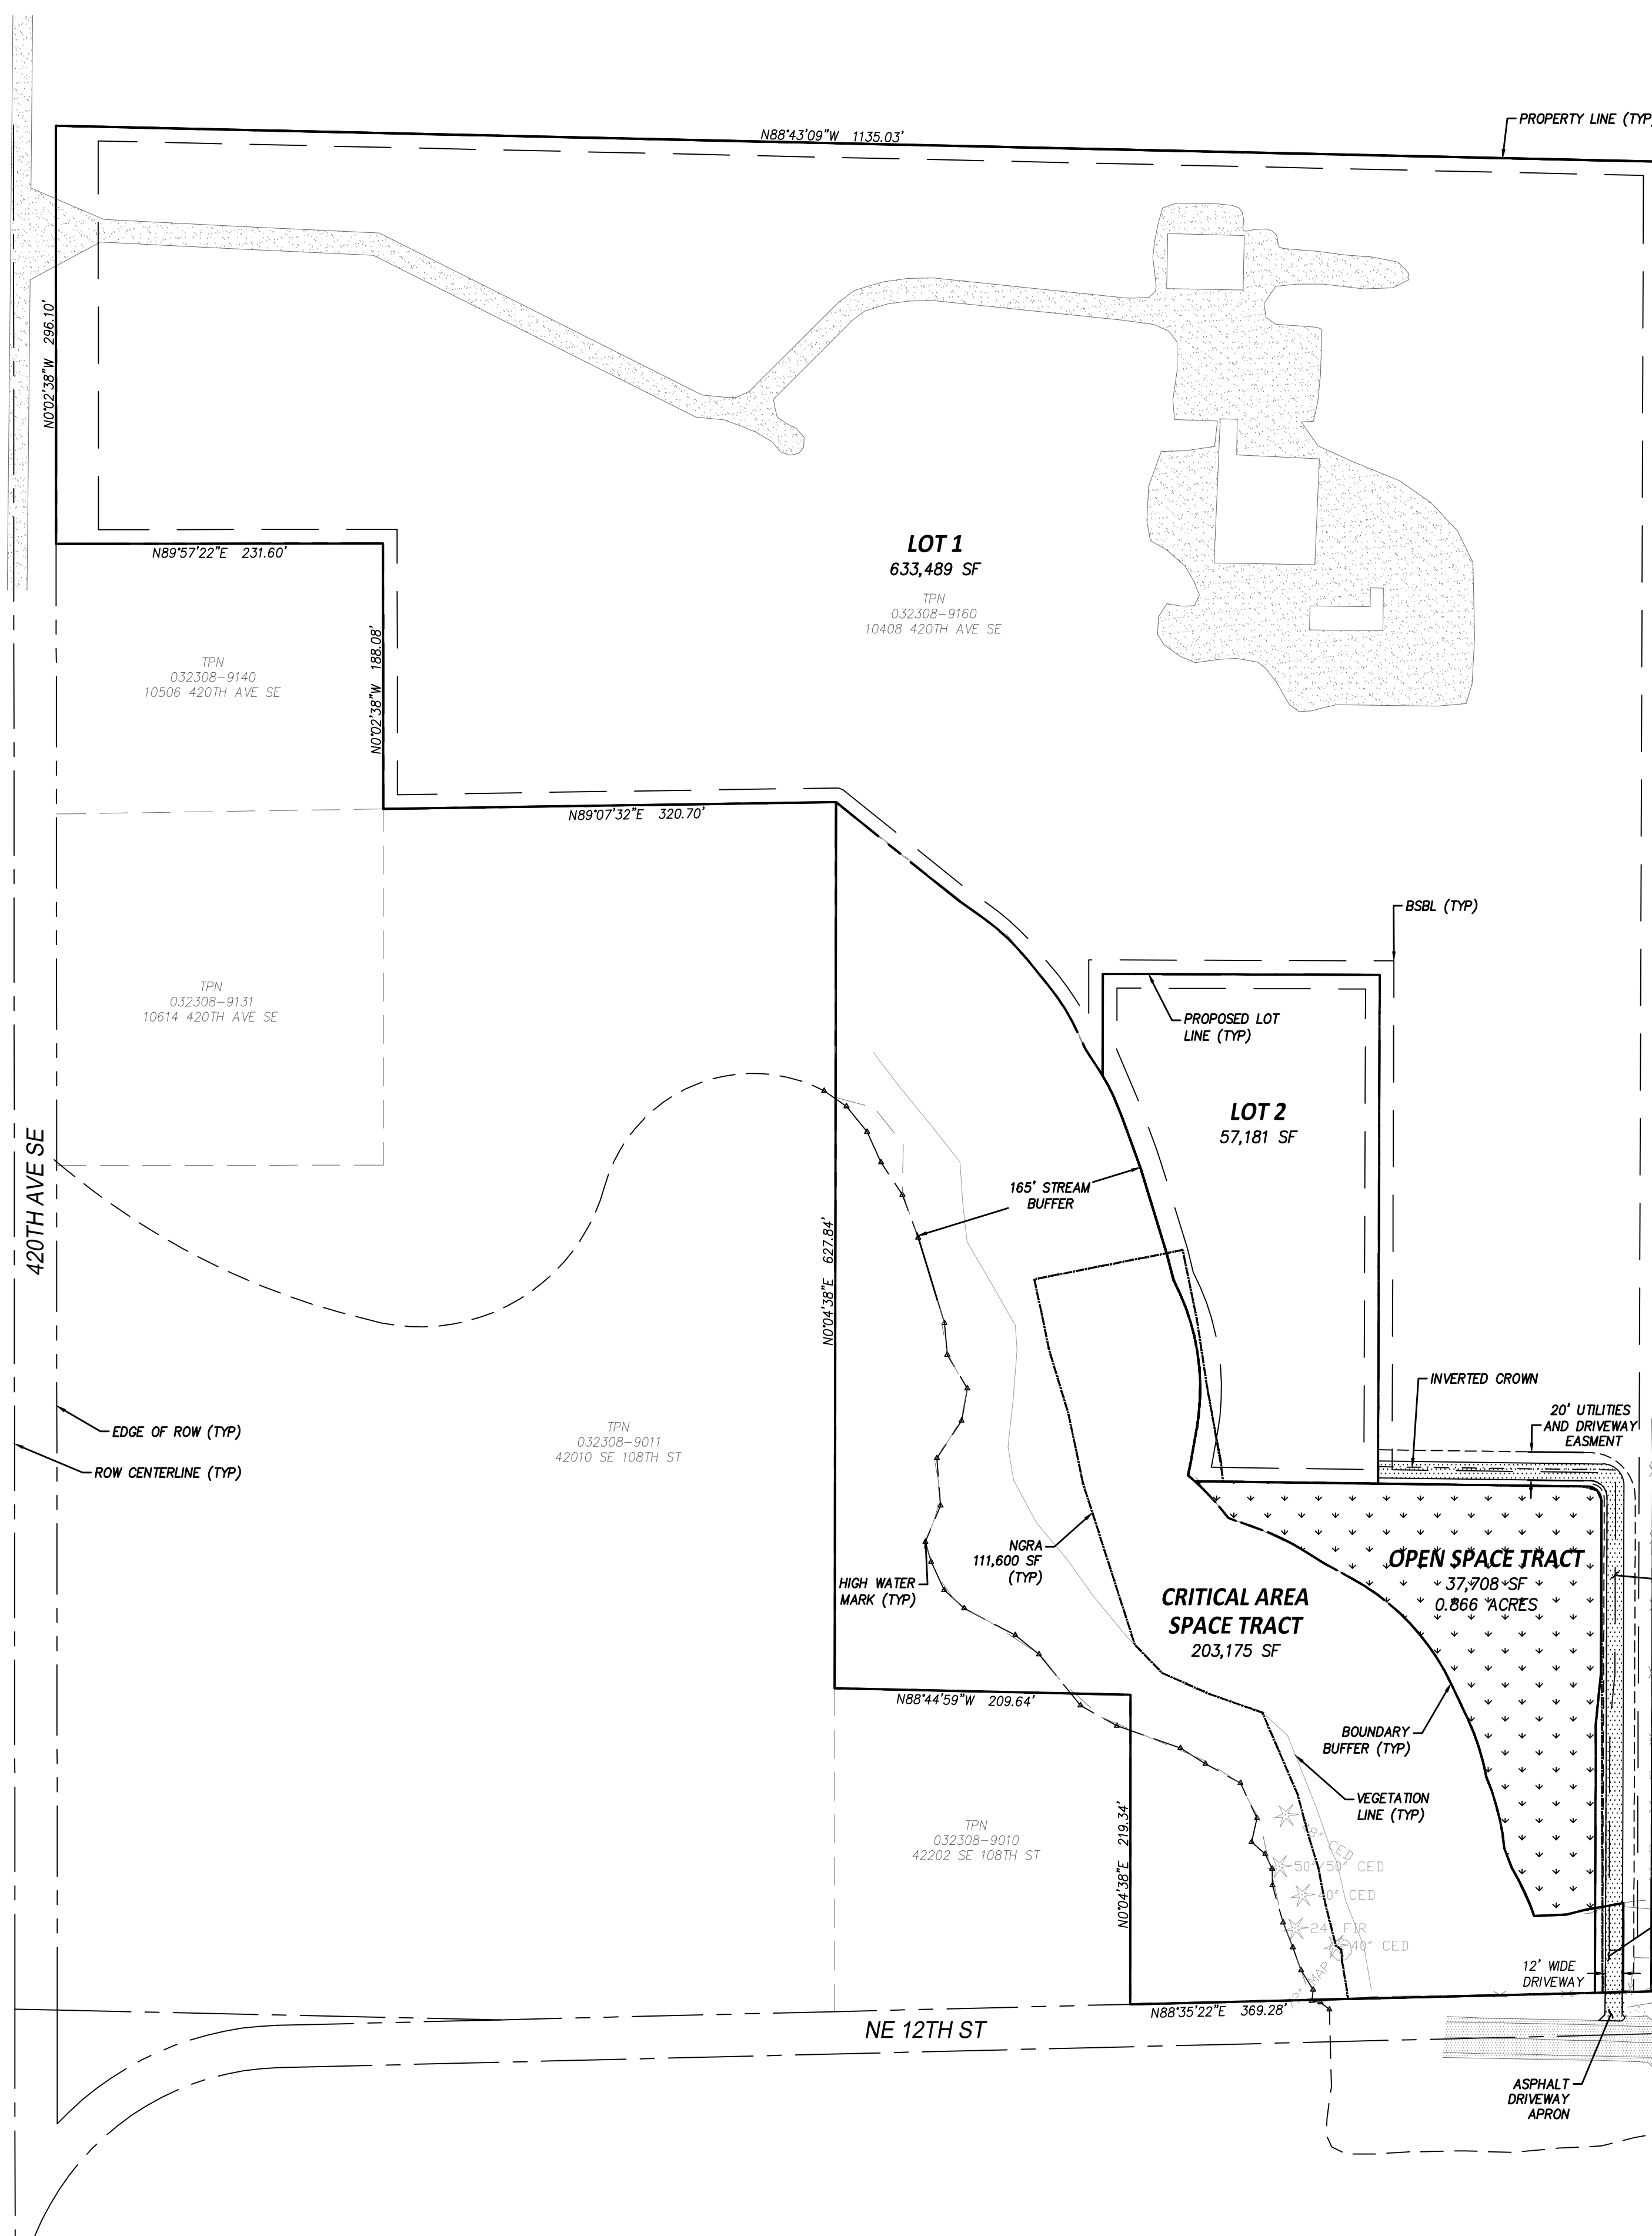 PROPERTY LINE (TYP
N88°43'09"W 1135.03'
N0°02'38"W 296.10'
N89°57'22"E 231.60'
LOT 1
633,489 SF
TPN
032308-9160
10408 420TH AVE SE
TPN
032308-9140
10506 420TH AVE SE
N0°02'38"W 188.08'
N89°07'32"E 320.70'
BSBL (TYP)
TPN
032308-9131
10614 420TH AVE SE
PROPOSED LOT
LINE (TYP)
LOT 2
57,181 SF
420TH AVE SE
165' STREAM
BUFFER
N0°04'38"E 627.84'
INVERTED CROWN
20' UTILITIES
AND DRIVEWAY
EASMENT
EDGE OF ROW (TYP)
ROW CENTERLINE (TYP)
TPN
032308-9011
42010 SE 108TH ST
NGRA
111,600 SF
(TYP)
OPEN SPACE TRACT
37,708 SF
0.866 ACRES
HIGH WATER
MARK (TYP)
CRITICAL AREA
SPACE TRACT
203,175 SF
N88°44'59"W 209.64'
BOUNDARY
BUFFER (TYP)
VEGETATION
LINE (TYP)
N0°04'38"E 219.34'
TPN
032308-9010
42202 SE 108TH ST
CED
50"/50" CED
40" CED
24" FIR
40" CED
MAP
12' WIDE
DRIVEWAY
N88°35'22"E 369.28'
NE 12TH ST
ASPHALT
DRIVEWAY
APRON